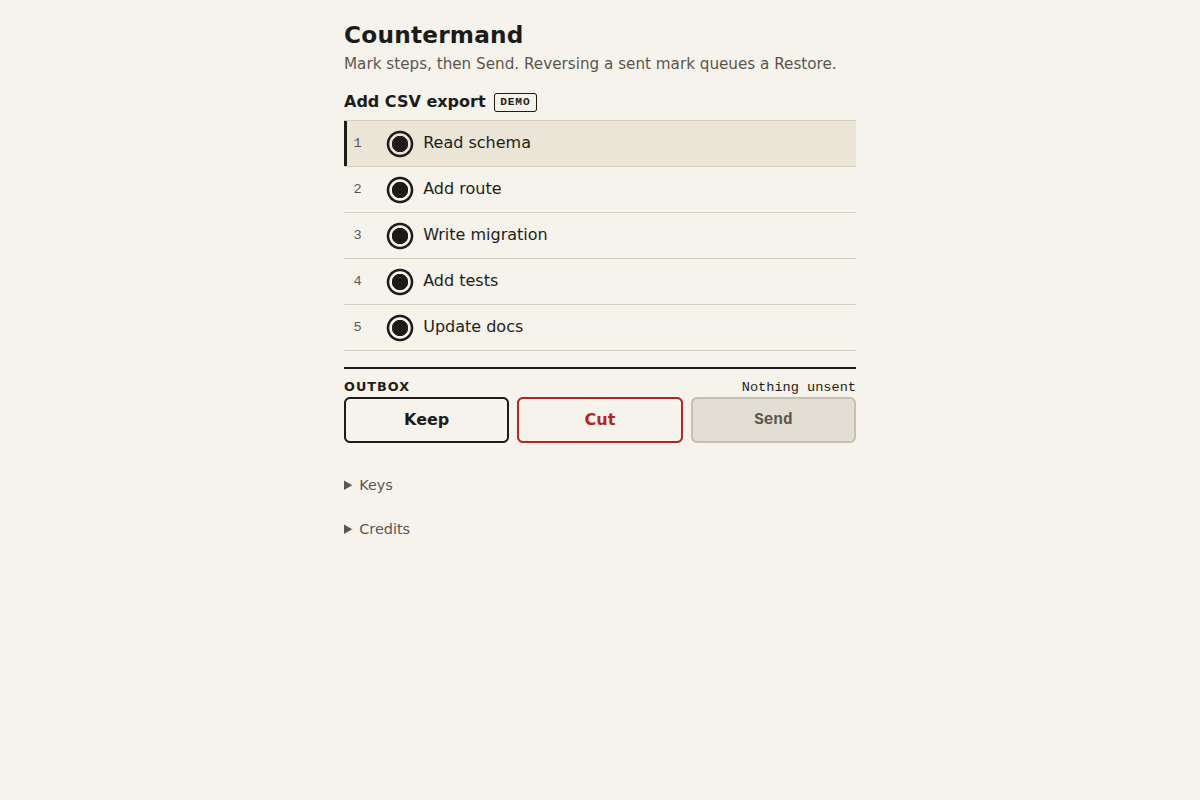 Countermand
Mark steps, then Send. Reversing a sent mark queues a Restore.
Add CSV export DEMO
1 Read schema
2 Add route
3 Write migration
4 Add tests
5 Update docs
OUTBOX Nothing unsent
Keep Cut Send
Keys
Credits